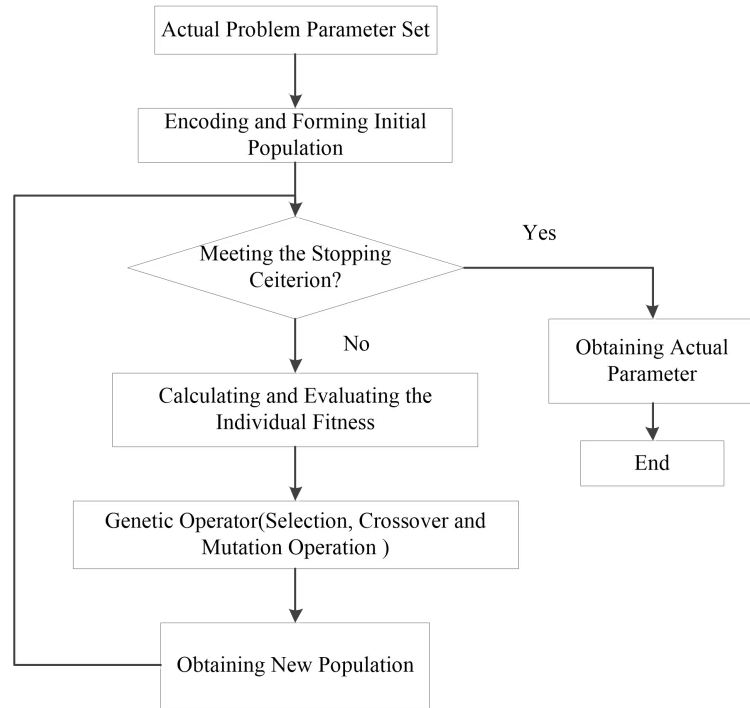 Actual Problem Parameter Set
Encoding and Forming Initial
Population
Meeting the Stopping
Ceiterion?
Yes
No
Obtaining Actual
Parameter
Calculating and Evaluating the
Individual Fitness
End
Genetic Operator(Selection, Crossover and
Mutation Operation )
Obtaining New Population